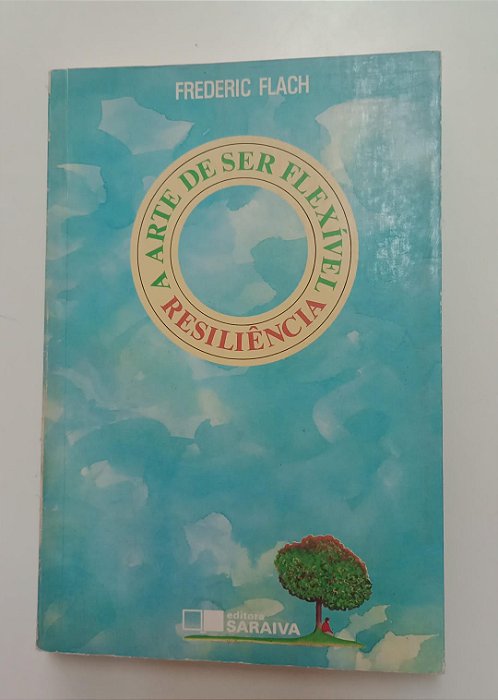 FREDERIC FLACH
A ARTE DE SER FLEXÍVEL
RESILIÊNCIA
editora
SARAIVA